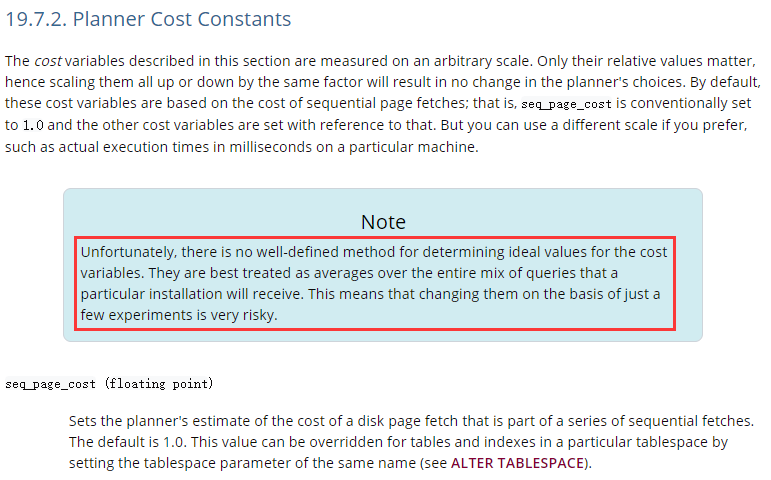 19.7.2. Planner Cost Constants
The cost variables described in this section are measured on an arbitrary scale. Only their relative values matter,
hence scaling them all up or down by the same factor will result in no change in the planner's choices. By default,
these cost variables are based on the cost of sequential page fetches; that is, seq_page_cost is conventionally set
to 1.0 and the other cost variables are set with reference to that. But you can use a different scale if you prefer,
such as actual execution times in milliseconds on a particular machine.
Note
Unfortunately, there is no well-defined method for determining ideal values for the cost
variables. They are best treated as averages over the entire mix of queries that a
particular installation will receive. This means that changing them on the basis of just a
few experiments is very risky.
seq_page_cost (floating point)
Sets the planner's estimate of the cost of a disk page fetch that is part of a series of sequential fetches.
The default is 1.0. This value can be overridden for tables and indexes in a particular tablespace by
setting the tablespace parameter of the same name (see ALTER TABLESPACE).